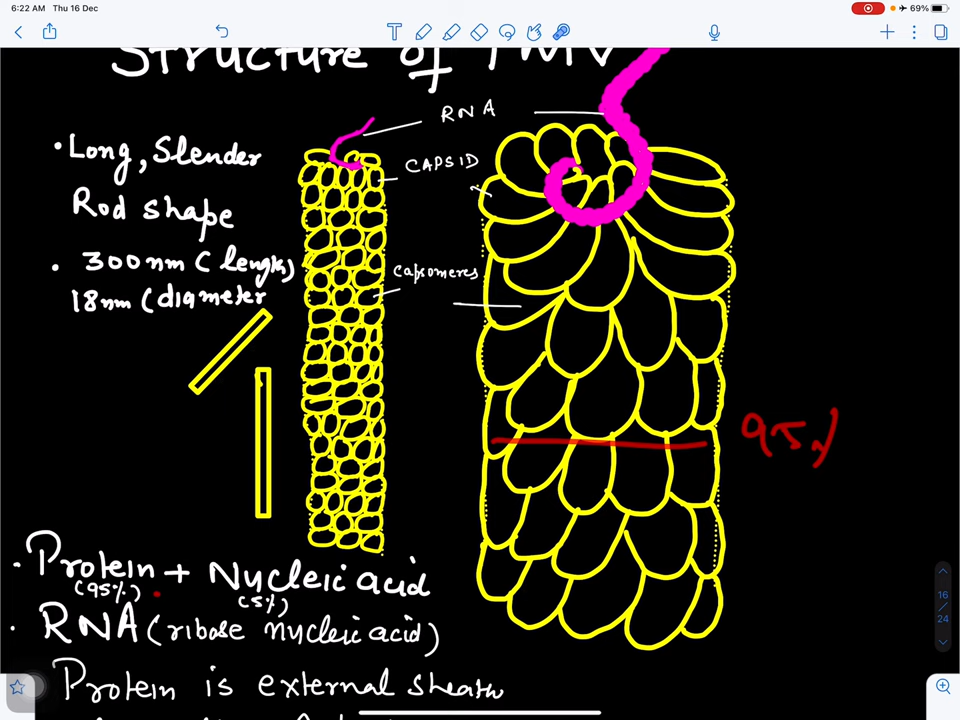 6:22 AM Thu 16 Dec
69%
Structure of TMV
RNA
• Long, Slender
Rod shape
CAPSID
• 300nm ( length)
18nm (diameter
Capsomeres
95%
• Protein + Nucleic acid
(95%) (5%)
• RNA (ribose nucleic acid)
Protein is external sheath
16
24